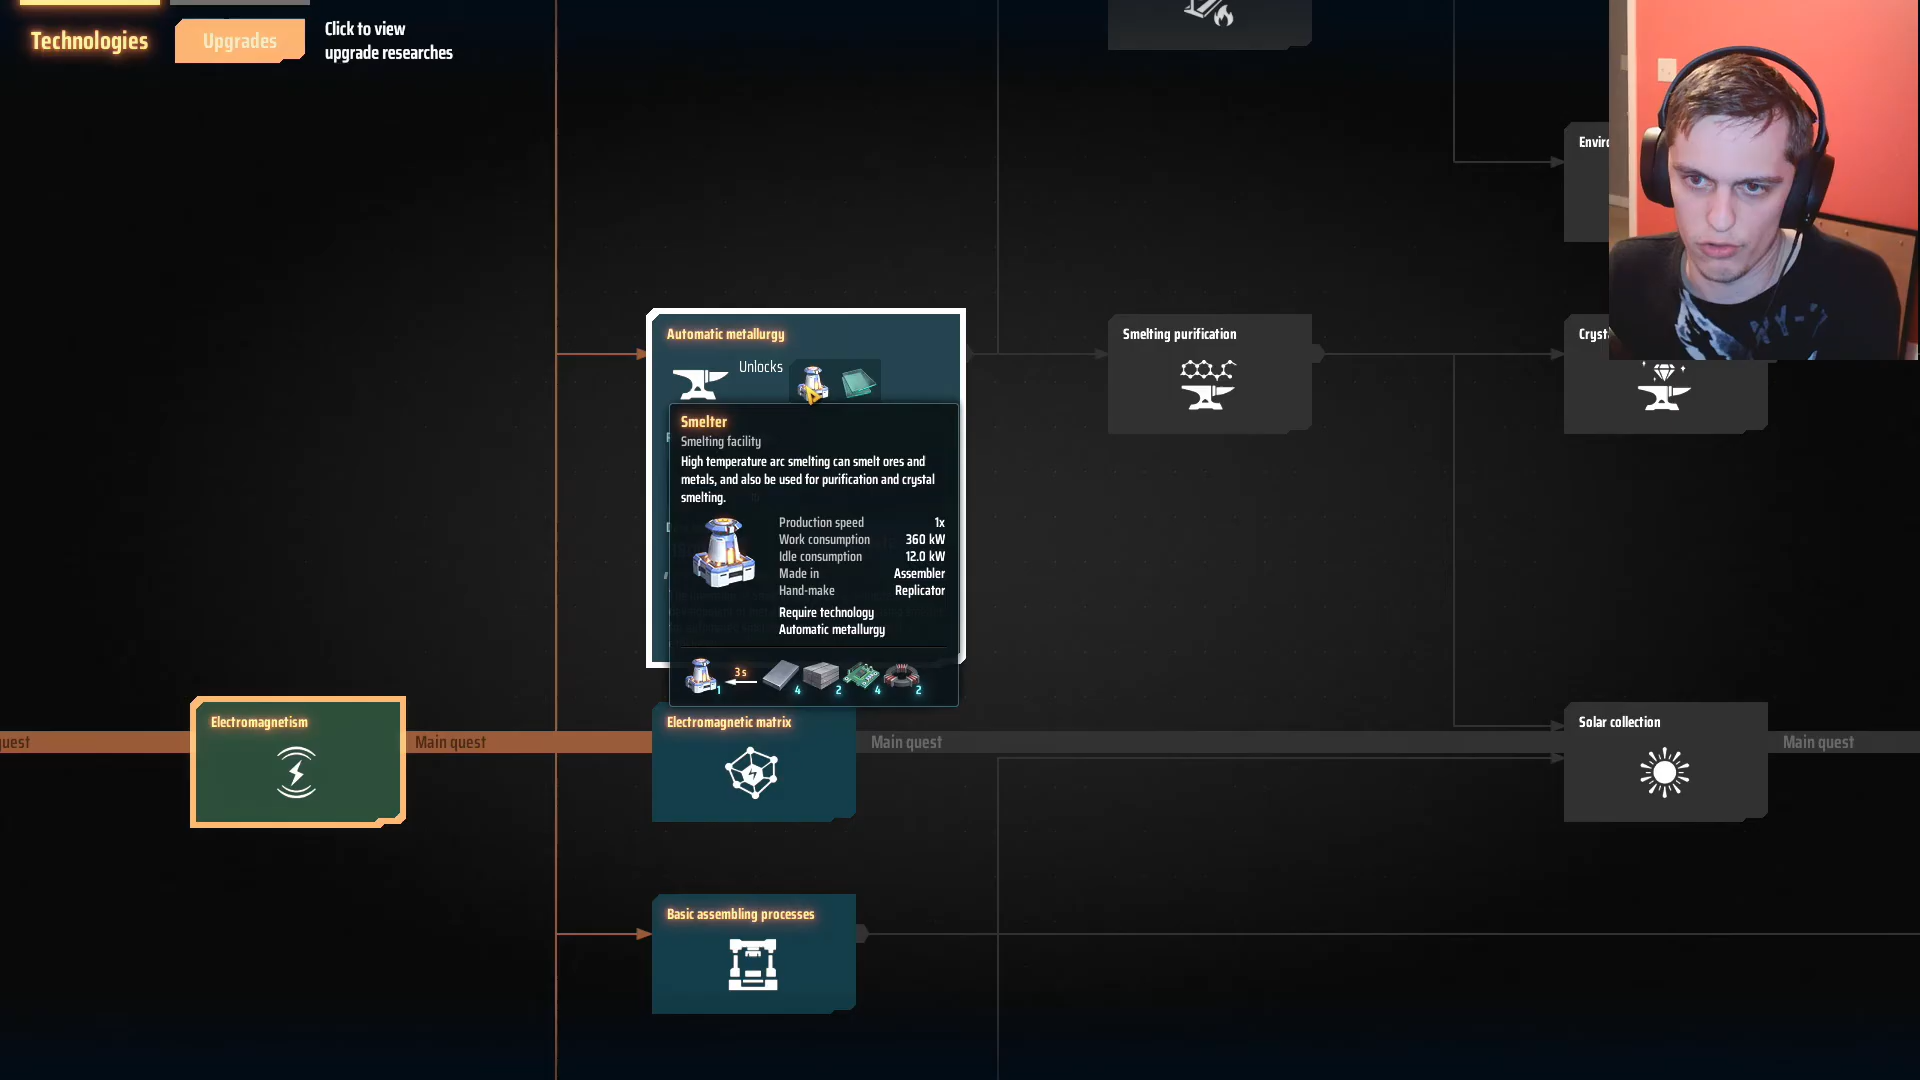 Technologies
Upgrades
Click to view
upgrade researches
Enviro
Automatic metallurgy
Unlocks
Smelting purification
Cryst
Smelter
Smelting facility
High temperature arc smelting can smelt ores and
metals, and also be used for purification and crystal
smelting.
Production speed 1x
Work consumption 360 kW
Idle consumption 12.0 kW
Made in Assembler
Hand-make Replicator
Require technology
Automatic metallurgy
1 3 s 4 2 4 2
uest
Electromagnetism
Main quest
Electromagnetic matrix
Main quest
Solar collection
Main quest
Basic assembling processes